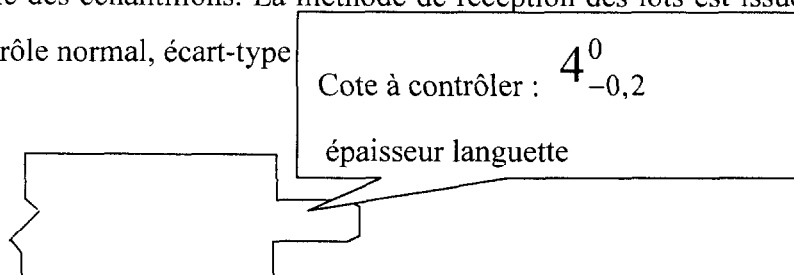 des échantillons. La méthode de réception des lots est issue
rôle normal, écart-type
Cote à contrôler : 4 0 −0,2
épaisseur languette